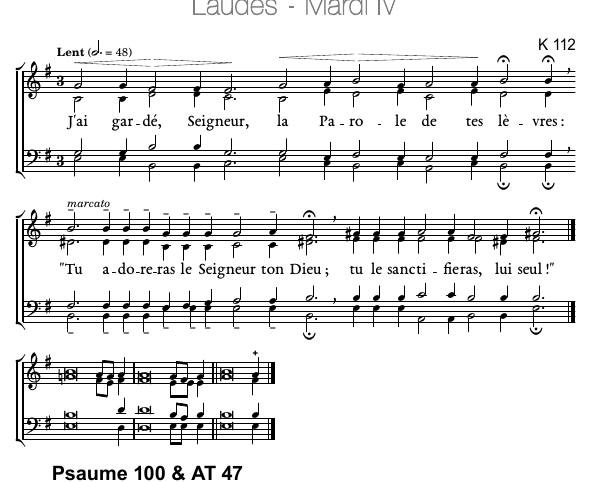 Laudes - Mardi IV
K 112
Lent (𝅗𝅥. = 48)
J'ai gar-dé, Seigneur, la Pa-ro-le de tes lè-vres :
marcato
"Tu a-do-re-ras le Seigneur ton Dieu ; tu le sancti-fieras, lui seul !"
Psaume 100 & AT 47